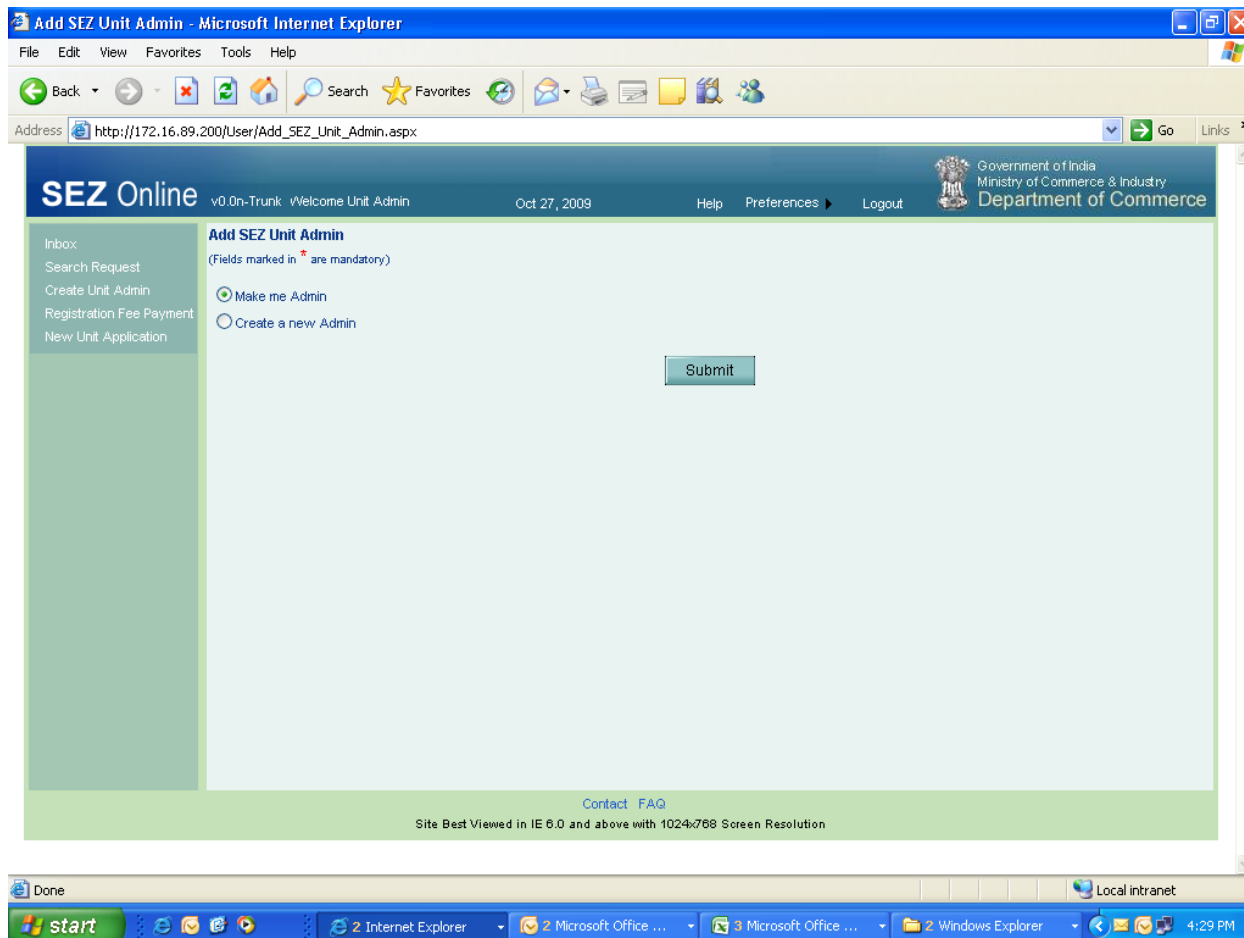 Add SEZ Unit Admin - Microsoft Internet Explorer
File Edit View Favorites Tools Help
Back Search Favorites
Address http://172.16.89.200/User/Add_SEZ_Unit_Admin.aspx Go Links
SEZ Online v0.0n-Trunk Welcome Unit Admin Oct 27, 2009 Help Preferences Logout
Government of India
Ministry of Commerce & Industry
Department of Commerce
Inbox
Search Request
Create Unit Admin
Registration Fee Payment
New Unit Application
Add SEZ Unit Admin
(Fields marked in * are mandatory)
Make me Admin
Create a new Admin
Submit
Contact FAQ
Site Best Viewed in IE 6.0 and above with 1024x768 Screen Resolution
Done Local intranet
start 2 Internet Explorer 2 Microsoft Office ... 3 Microsoft Office ... 2 Windows Explorer 4:29 PM